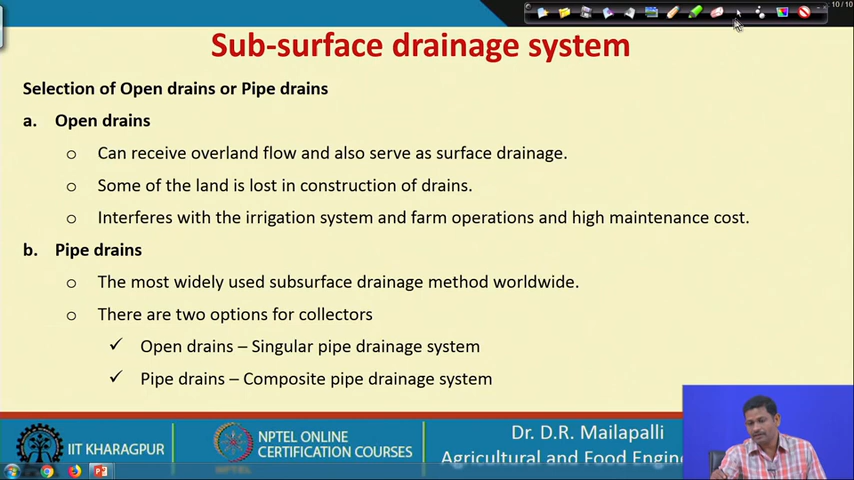 10 / 10
Sub-surface drainage system
Selection of Open drains or Pipe drains
a. Open drains
o Can receive overland flow and also serve as surface drainage.
o Some of the land is lost in construction of drains.
o Interferes with the irrigation system and farm operations and high maintenance cost.
b. Pipe drains
o The most widely used subsurface drainage method worldwide.
o There are two options for collectors
✓ Open drains – Singular pipe drainage system
✓ Pipe drains – Composite pipe drainage system
IIT KHARAGPUR
NPTEL ONLINE
CERTIFICATION COURSES
NPTEL
Dr. D.R. Mailapalli
Agricultural and Food Engine